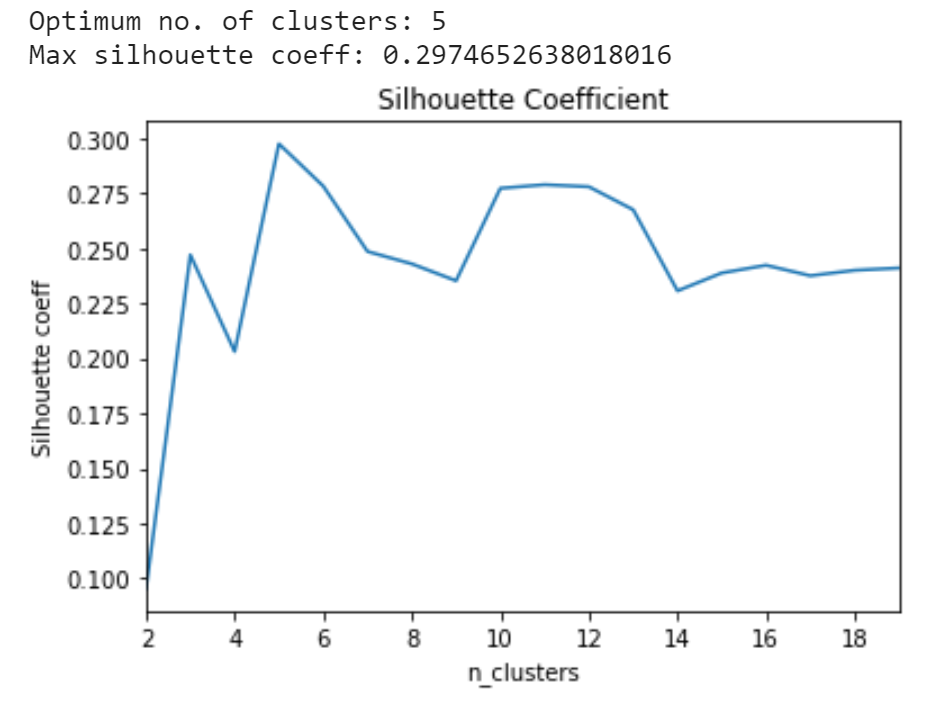 Optimum no. of clusters: 5
Max silhouette coeff: 0.2974652638018016
Silhouette Coefficient
0.300
0.275
0.250
0.225
0.200
0.175
0.150
0.125
0.100
Silhouette coeff
2 4 6 8 10 12 14 16 18
n_clusters